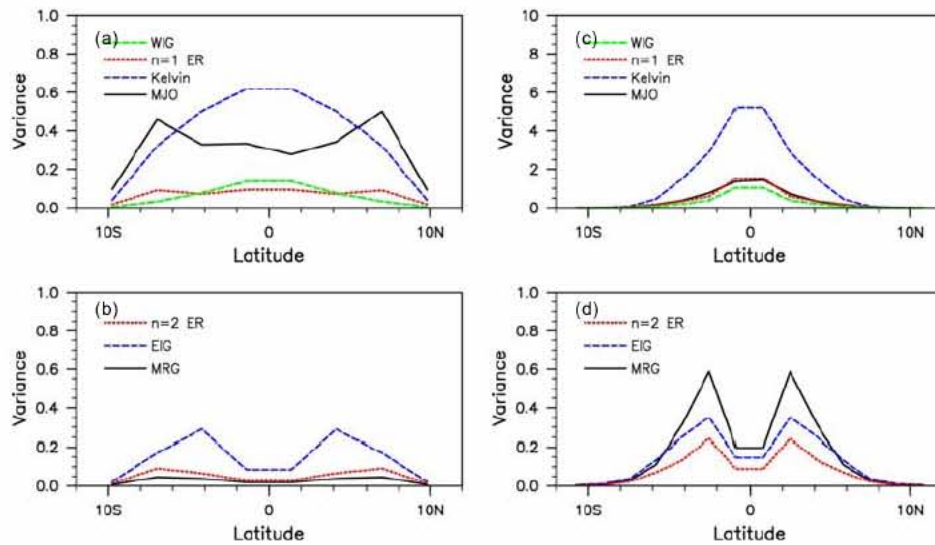 (a)
WIG
n=1 ER
Kelvin
MJO
1.0
0.8
0.6
0.4
0.2
0.0
Variance
10S 0 10N
Latitude
(c)
WIG
n=1 ER
Kelvin
MJO
10
8
6
4
2
0
Variance
10S 0 10N
Latitude
(b)
n=2 ER
EIG
MRG
1.0
0.8
0.6
0.4
0.2
0.0
Variance
10S 0 10N
Latitude
(d)
n=2 ER
EIG
MRG
1.0
0.8
0.6
0.4
0.2
0.0
Variance
10S 0 10N
Latitude